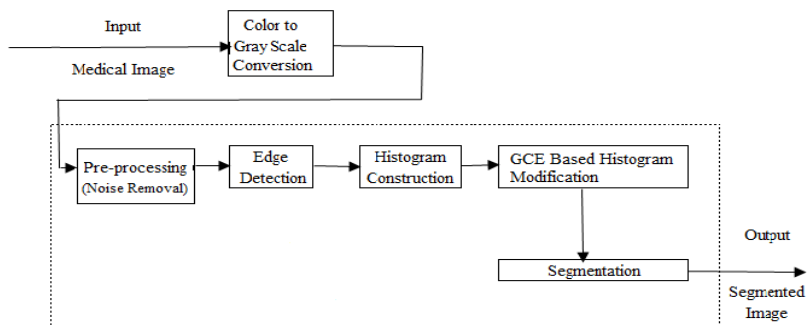 Input
Medical Image
Color to
Gray Scale
Conversion
Pre-processing
(Noise Removal)
Edge
Detection
Histogram
Construction
GCE Based Histogram
Modification
Segmentation
Output
Segmented
Image